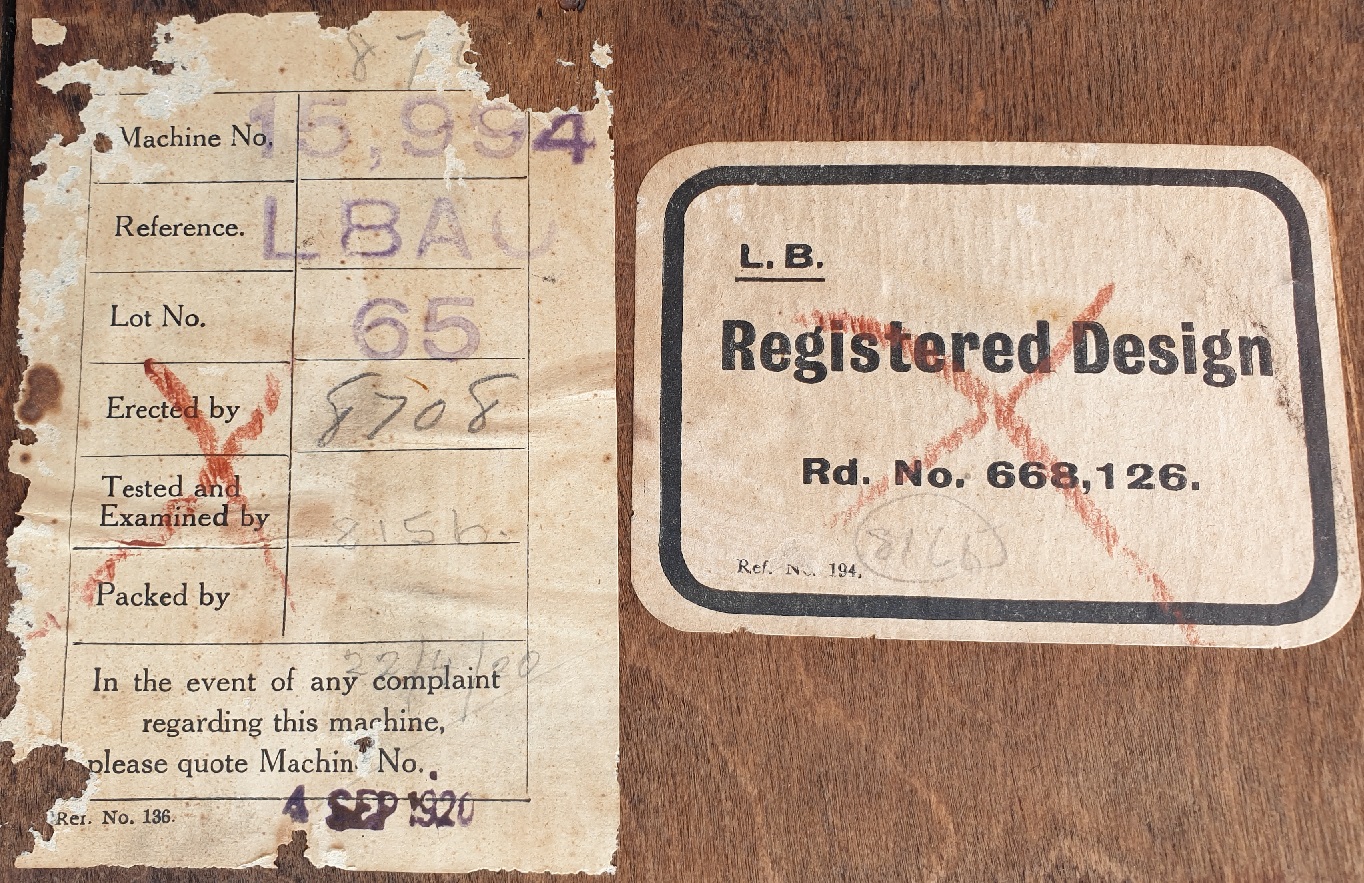 87
Machine No. 15,994
Reference. LBAU
Lot No. 65
Erected by 8708
Tested and
Examined by
Packed by
In the event of any complaint
regarding this machine,
please quote Machine No.
Ref. No. 136.
4 SEP 1920
L. B.
Registered Design
Rd. No. 668,126.
Ref. No. 194.